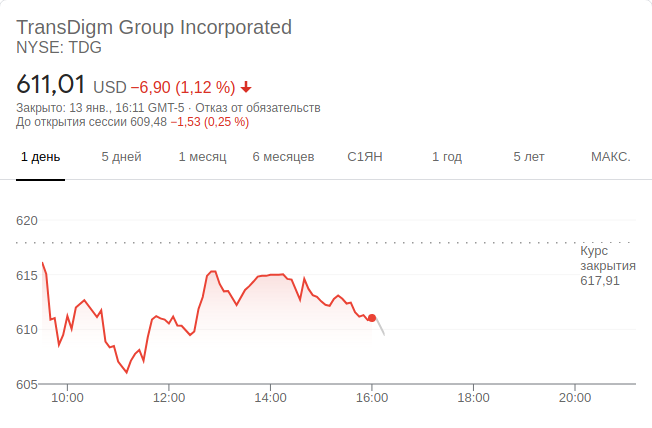 TransDigm Group Incorporated
NYSE: TDG
611,01 USD −6,90 (1,12 %)
Закрыто: 13 янв., 16:11 GMT-5 · Отказ от обязательств
До открытия сессии 609,48 −1,53 (0,25 %)
1 день 5 дней 1 месяц 6 месяцев С1ЯН 1 год 5 лет МАКС.
620
Курс
закрытия
617,91
615
610
605
10:00 12:00 14:00 16:00 18:00 20:00